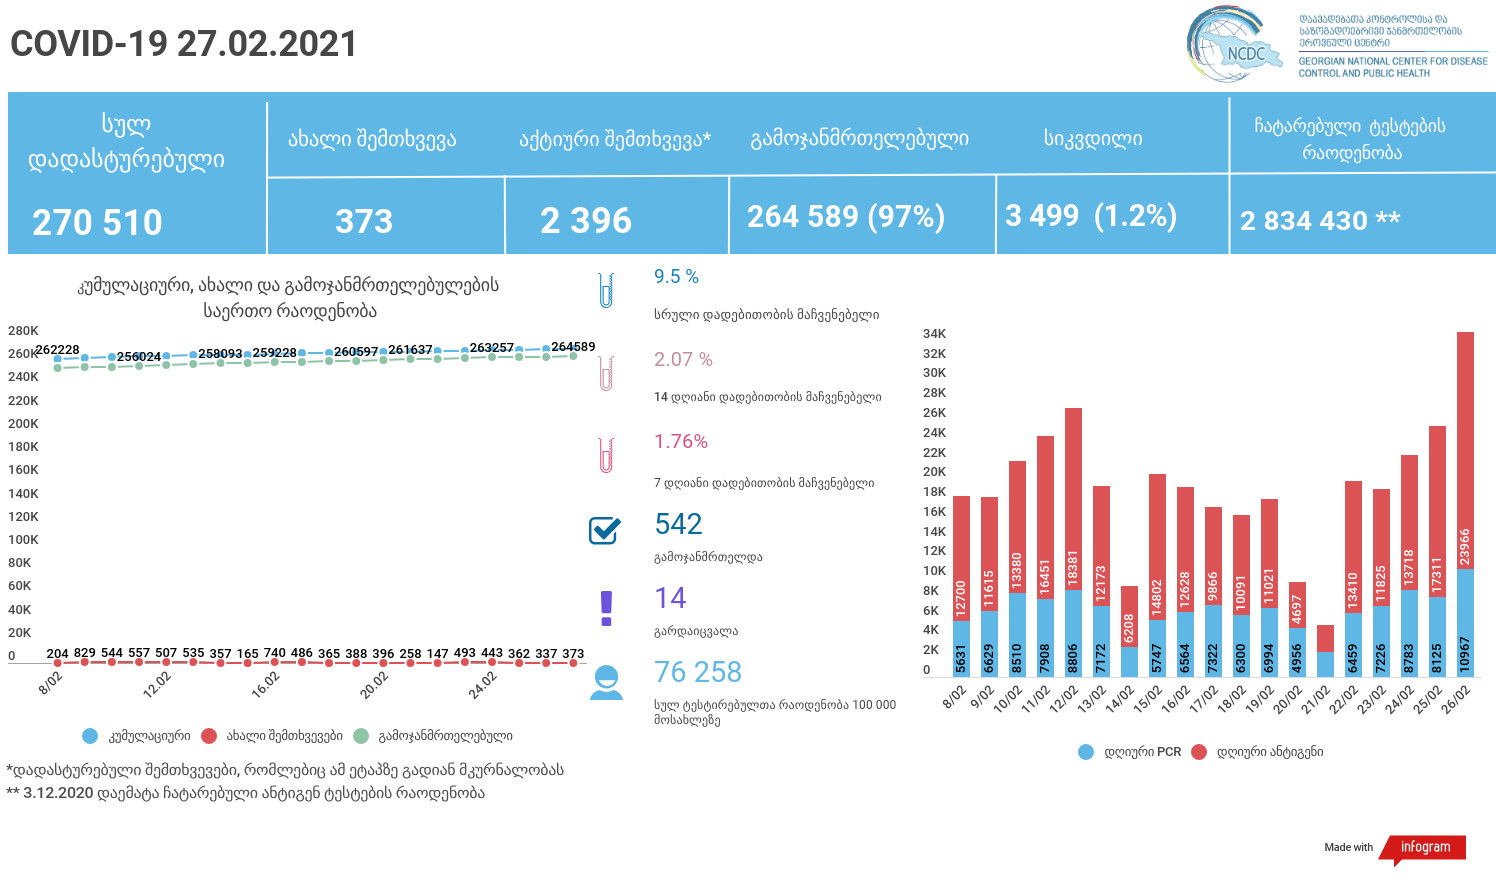 COVID-19 27.02.2021
NCDC
დაავადებათა კონტროლისა და
საზოგადოებრივი ჯანმრთელობის
ეროვნული ცენტრი
GEORGIAN NATIONAL CENTER FOR DISEASE
CONTROL AND PUBLIC HEALTH
სულ
დადასტურებული
270 510
ახალი შემთხვევა
373
აქტიური შემთხვევა*
2 396
გამოჯანმრთელებული
264 589 (97%)
სიკვდილი
3 499 (1.2%)
ჩატარებული ტესტების
რაოდენობა
2 834 430 **
კუმულაციური, ახალი და გამოჯანმრთელებულების
საერთო რაოდენობა
280K
260K
240K
220K
200K
180K
160K
140K
120K
100K
80K
60K
40K
20K
0
262228 256024 258093 259228 260597 261637 263257 264589
204 829 544 557 507 535 357 165 740 486 365 388 396 258 147 493 443 362 337 373
8/02 12.02 16.02 20.02 24.02
კუმულაციური ახალი შემთხვევები გამოჯანმრთელებული
*დადასტურებული შემთხვევები, რომლებიც ამ ეტაპზე გადიან მკურნალობას
** 3.12.2020 დაემატა ჩატარებული ანტიგენ ტესტების რაოდენობა
9.5 %
სრული დადებითობის მაჩვენებელი
2.07 %
14 დღიანი დადებითობის მაჩვენებელი
1.76%
7 დღიანი დადებითობის მაჩვენებელი
542
გამოჯანმრთელდა
14
გარდაიცვალა
76 258
სულ ტესტირებულთა რაოდენობა 100 000
მოსახლეზე
34K
32K
30K
28K
26K
24K
22K
20K
18K
16K
14K
12K
10K
8K
6K
4K
2K
0
12700 11615 13380 16451 18381 12173 6208 14802 12628 9866 10091 11021 4697 13410 11825 13718 17311 23966
5631 6629 8510 7908 8806 7172 5747 6564 7322 6300 6994 4956 6459 7226 8783 8125 10967
8/02 9/02 10/02 11/02 12/02 13/02 14/02 15/02 16/02 17/02 18/02 19/02 20/02 21/02 22/02 23/02 24/02 25/02 26/02
დღიური PCR დღიური ანტიგენი
Made with infogram